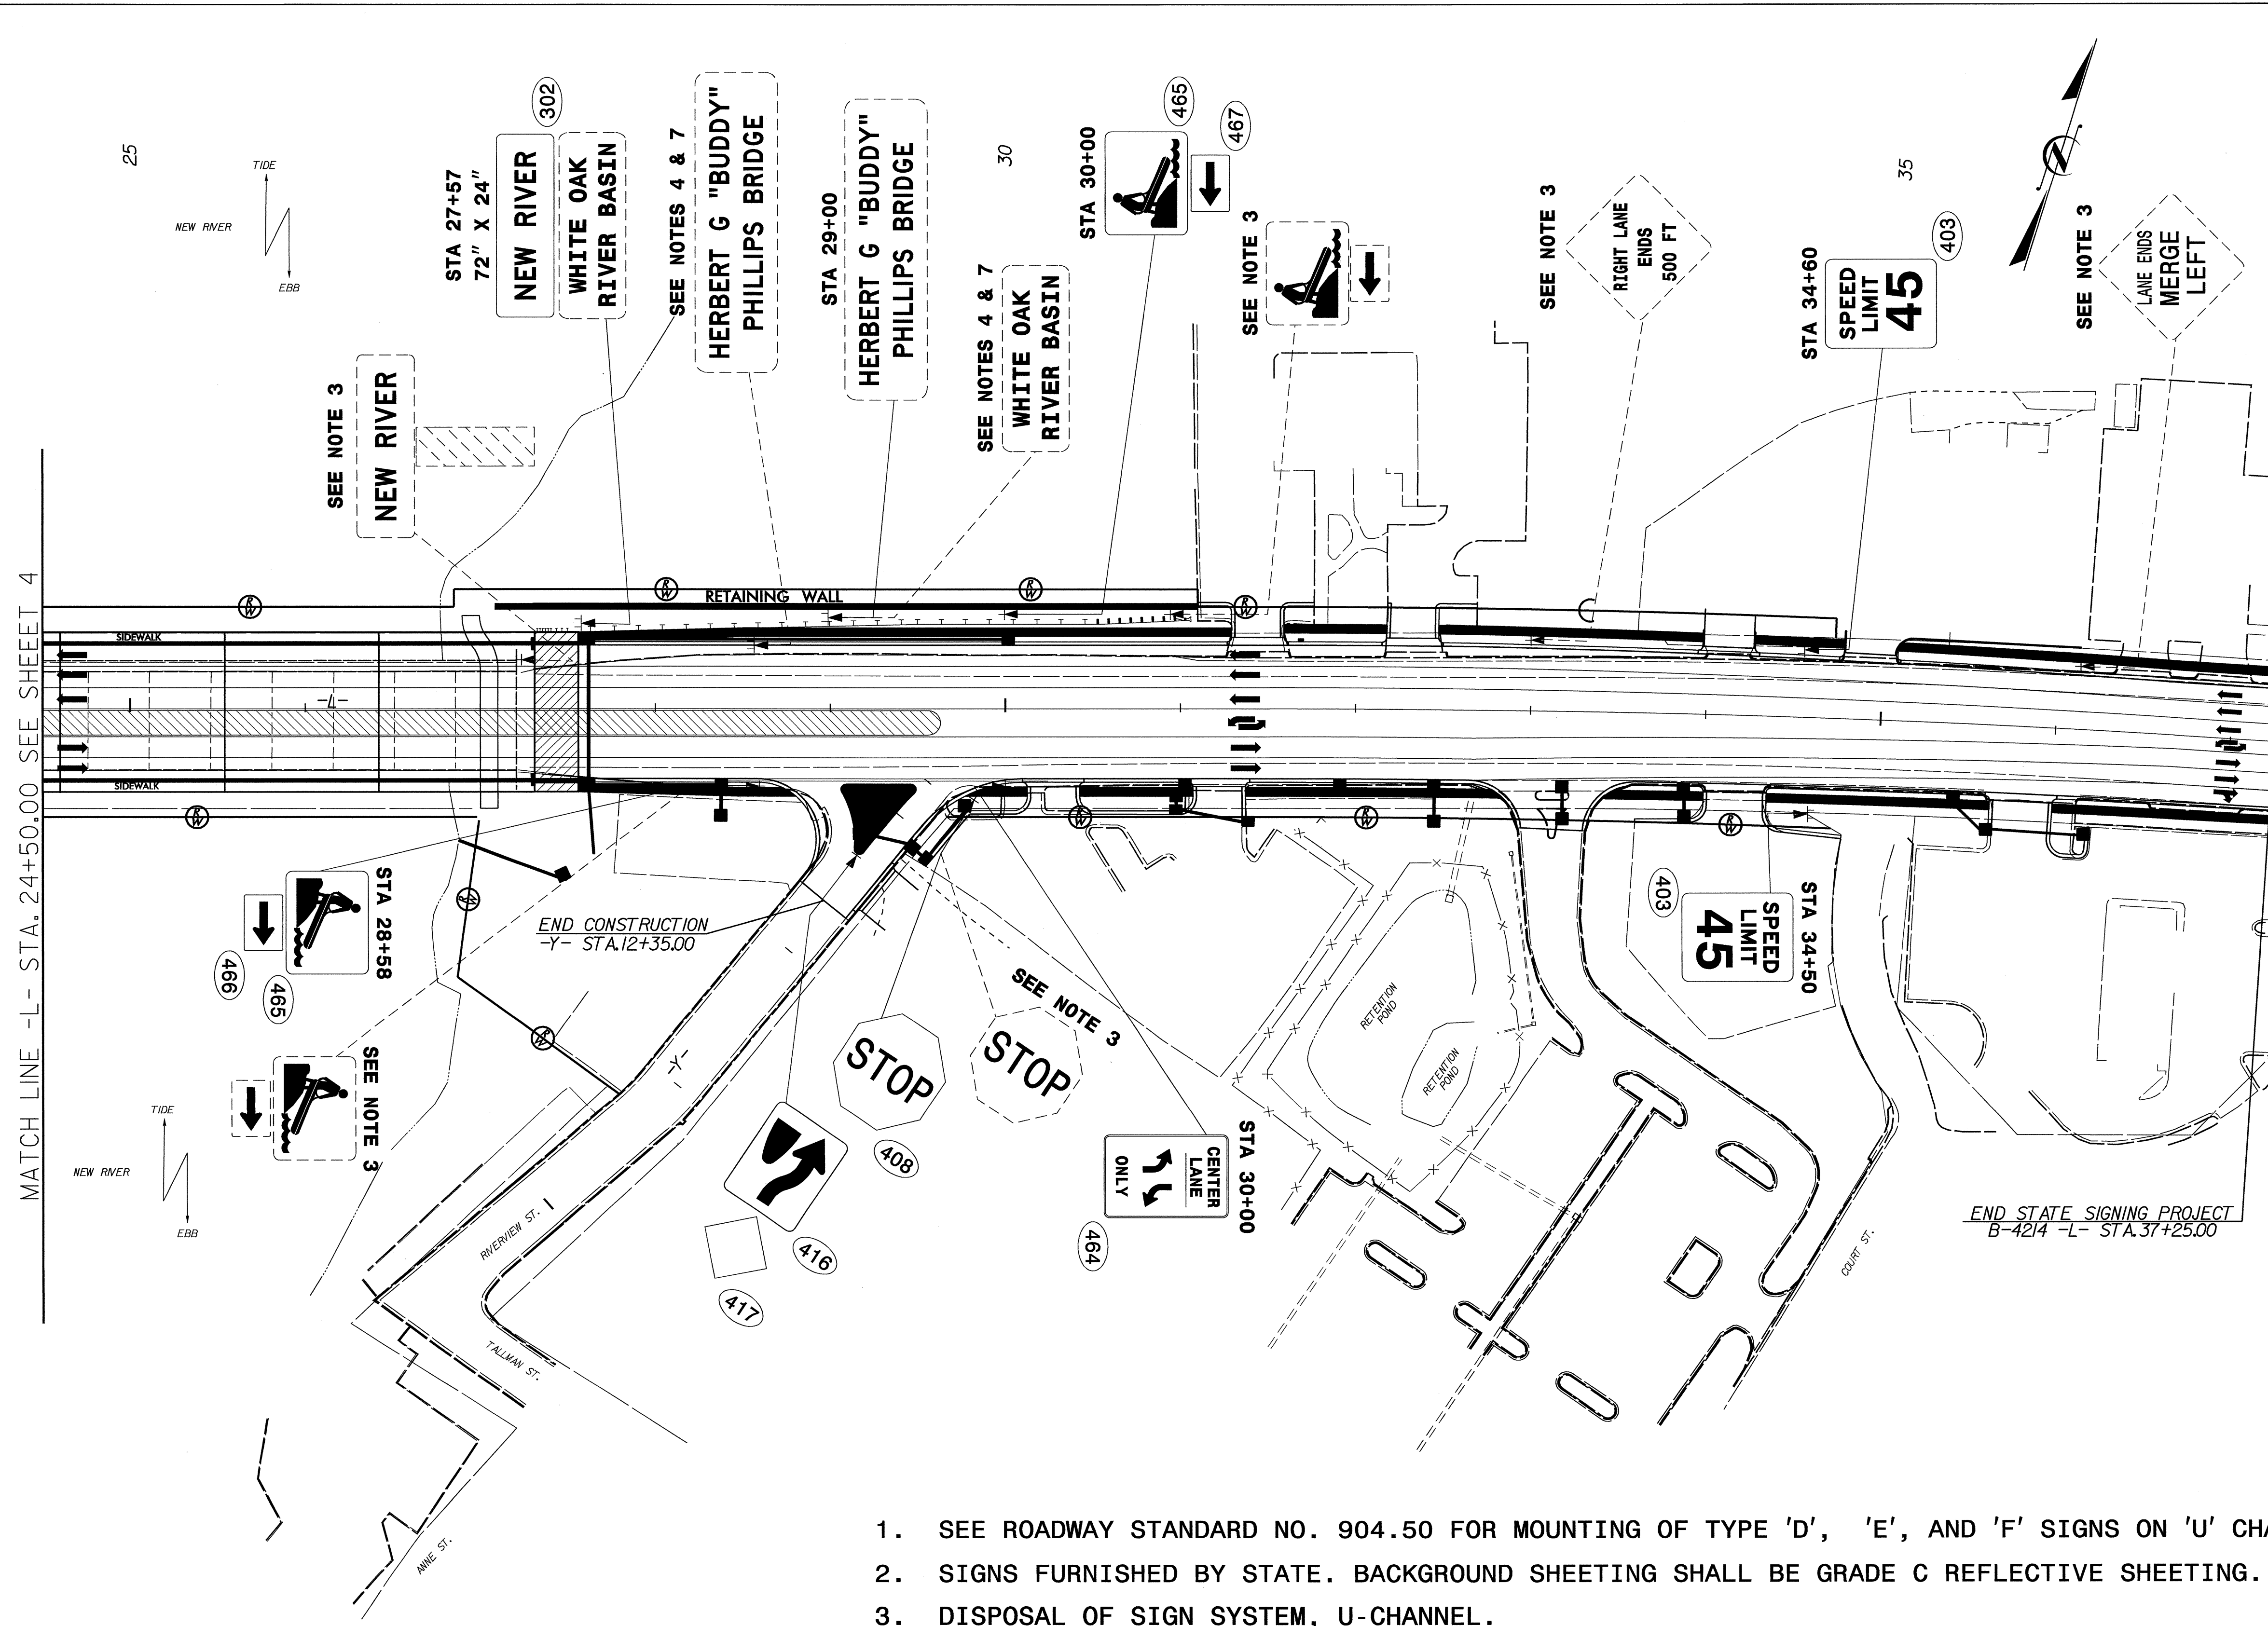 25
TIDE
NEW RIVER
EBB
STA 27+57
72" X 24"
302
NEW RIVER
WHITE OAK
RIVER BASIN
SEE NOTES 4 & 7
HERBERT G "BUDDY"
PHILLIPS BRIDGE
STA 29+00
HERBERT G "BUDDY"
PHILLIPS BRIDGE
30
SEE NOTES 4 & 7
WHITE OAK
RIVER BASIN
STA 30+00
465
467
SEE NOTE 3
SEE NOTE 3
RIGHT LANE
ENDS
500 FT
35
STA 34+60
403
SPEED
LIMIT
45
N
SEE NOTE 3
LANE ENDS
MERGE
LEFT
SEE NOTE 3
NEW RIVER
MATCH LINE -L- STA. 24+50.00 SEE SHEET 4
R/W
R/W
R/W
R/W
RETAINING WALL
SIDEWALK
-L-
SIDEWALK
R/W
R/W
R/W
R/W
STA 28+58
465
466
R/W
END CONSTRUCTION
-Y- STA.12+35.00
SEE NOTE 3
R/W
-Y-
STOP
408
SEE NOTE 3
STOP
416
417
STA 30+00
CENTER
LANE
ONLY
464
RETENTION
POND
RETENTION
POND
403
SPEED
LIMIT
45
STA 34+50
TIDE
NEW RIVER
EBB
RIVERVIEW ST.
TALLMAN ST.
ANNE ST.
COURT ST.
END STATE SIGNING PROJECT
B-4214 -L- STA.37+25.00
1. SEE ROADWAY STANDARD NO. 904.50 FOR MOUNTING OF TYPE 'D', 'E', AND 'F' SIGNS ON 'U' CHA
2. SIGNS FURNISHED BY STATE. BACKGROUND SHEETING SHALL BE GRADE C REFLECTIVE SHEETING.
3. DISPOSAL OF SIGN SYSTEM, U-CHANNEL.